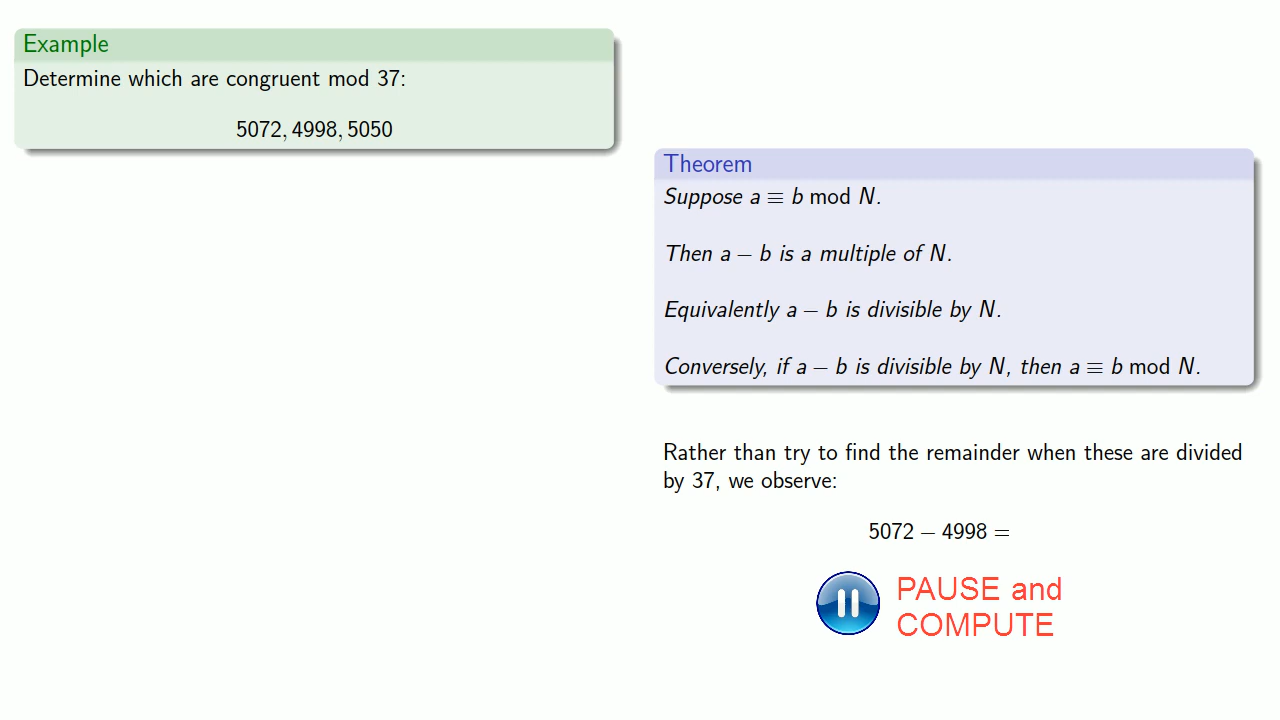 Example
Determine which are congruent mod 37:
5072, 4998, 5050
Theorem
Suppose a ≡ b mod N.
Then a − b is a multiple of N.
Equivalently a − b is divisible by N.
Conversely, if a − b is divisible by N, then a ≡ b mod N.
Rather than try to find the remainder when these are divided
by 37, we observe:
5072 − 4998 =
PAUSE and
COMPUTE